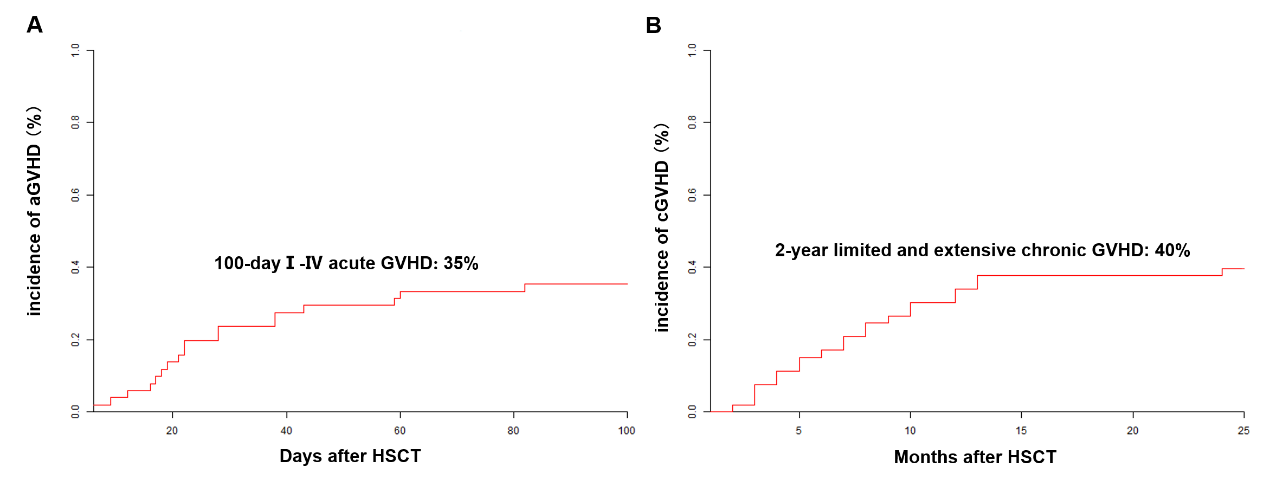 A
incidence of aGVHD (%)
1.0
0.8
0.6
0.4
0.2
0.0
100-day Ⅰ -Ⅳ acute GVHD: 35%
20
40
60
80
100
Days after HSCT
B
incidence of cGVHD (%)
1.0
0.8
0.6
0.4
0.2
0.0
2-year limited and extensive chronic GVHD: 40%
5
10
15
20
25
Months after HSCT